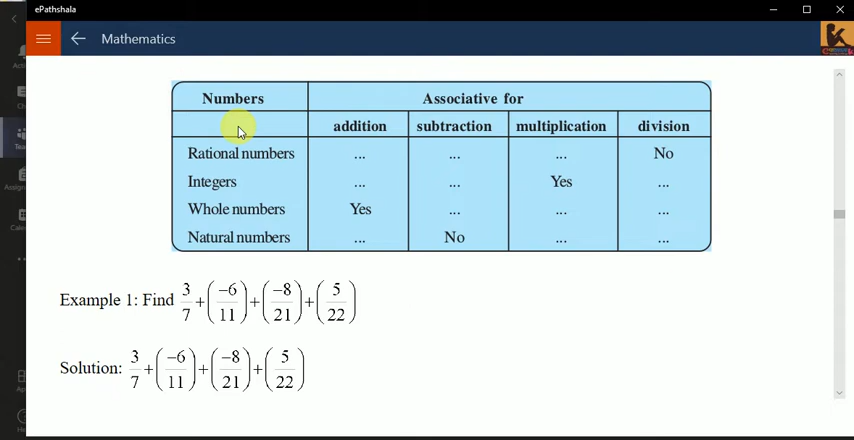 ePathshala
Mathematics
Numbers Associative for
addition subtraction multiplication division
Rational numbers ... ... ... No
Integers ... ... Yes ...
Whole numbers Yes ... ... ...
Natural numbers ... No ... ...
Example 1: Find 3/7 + (−6/11) + (−8/21) + (5/22)
Solution: 3/7 + (−6/11) + (−8/21) + (5/22)